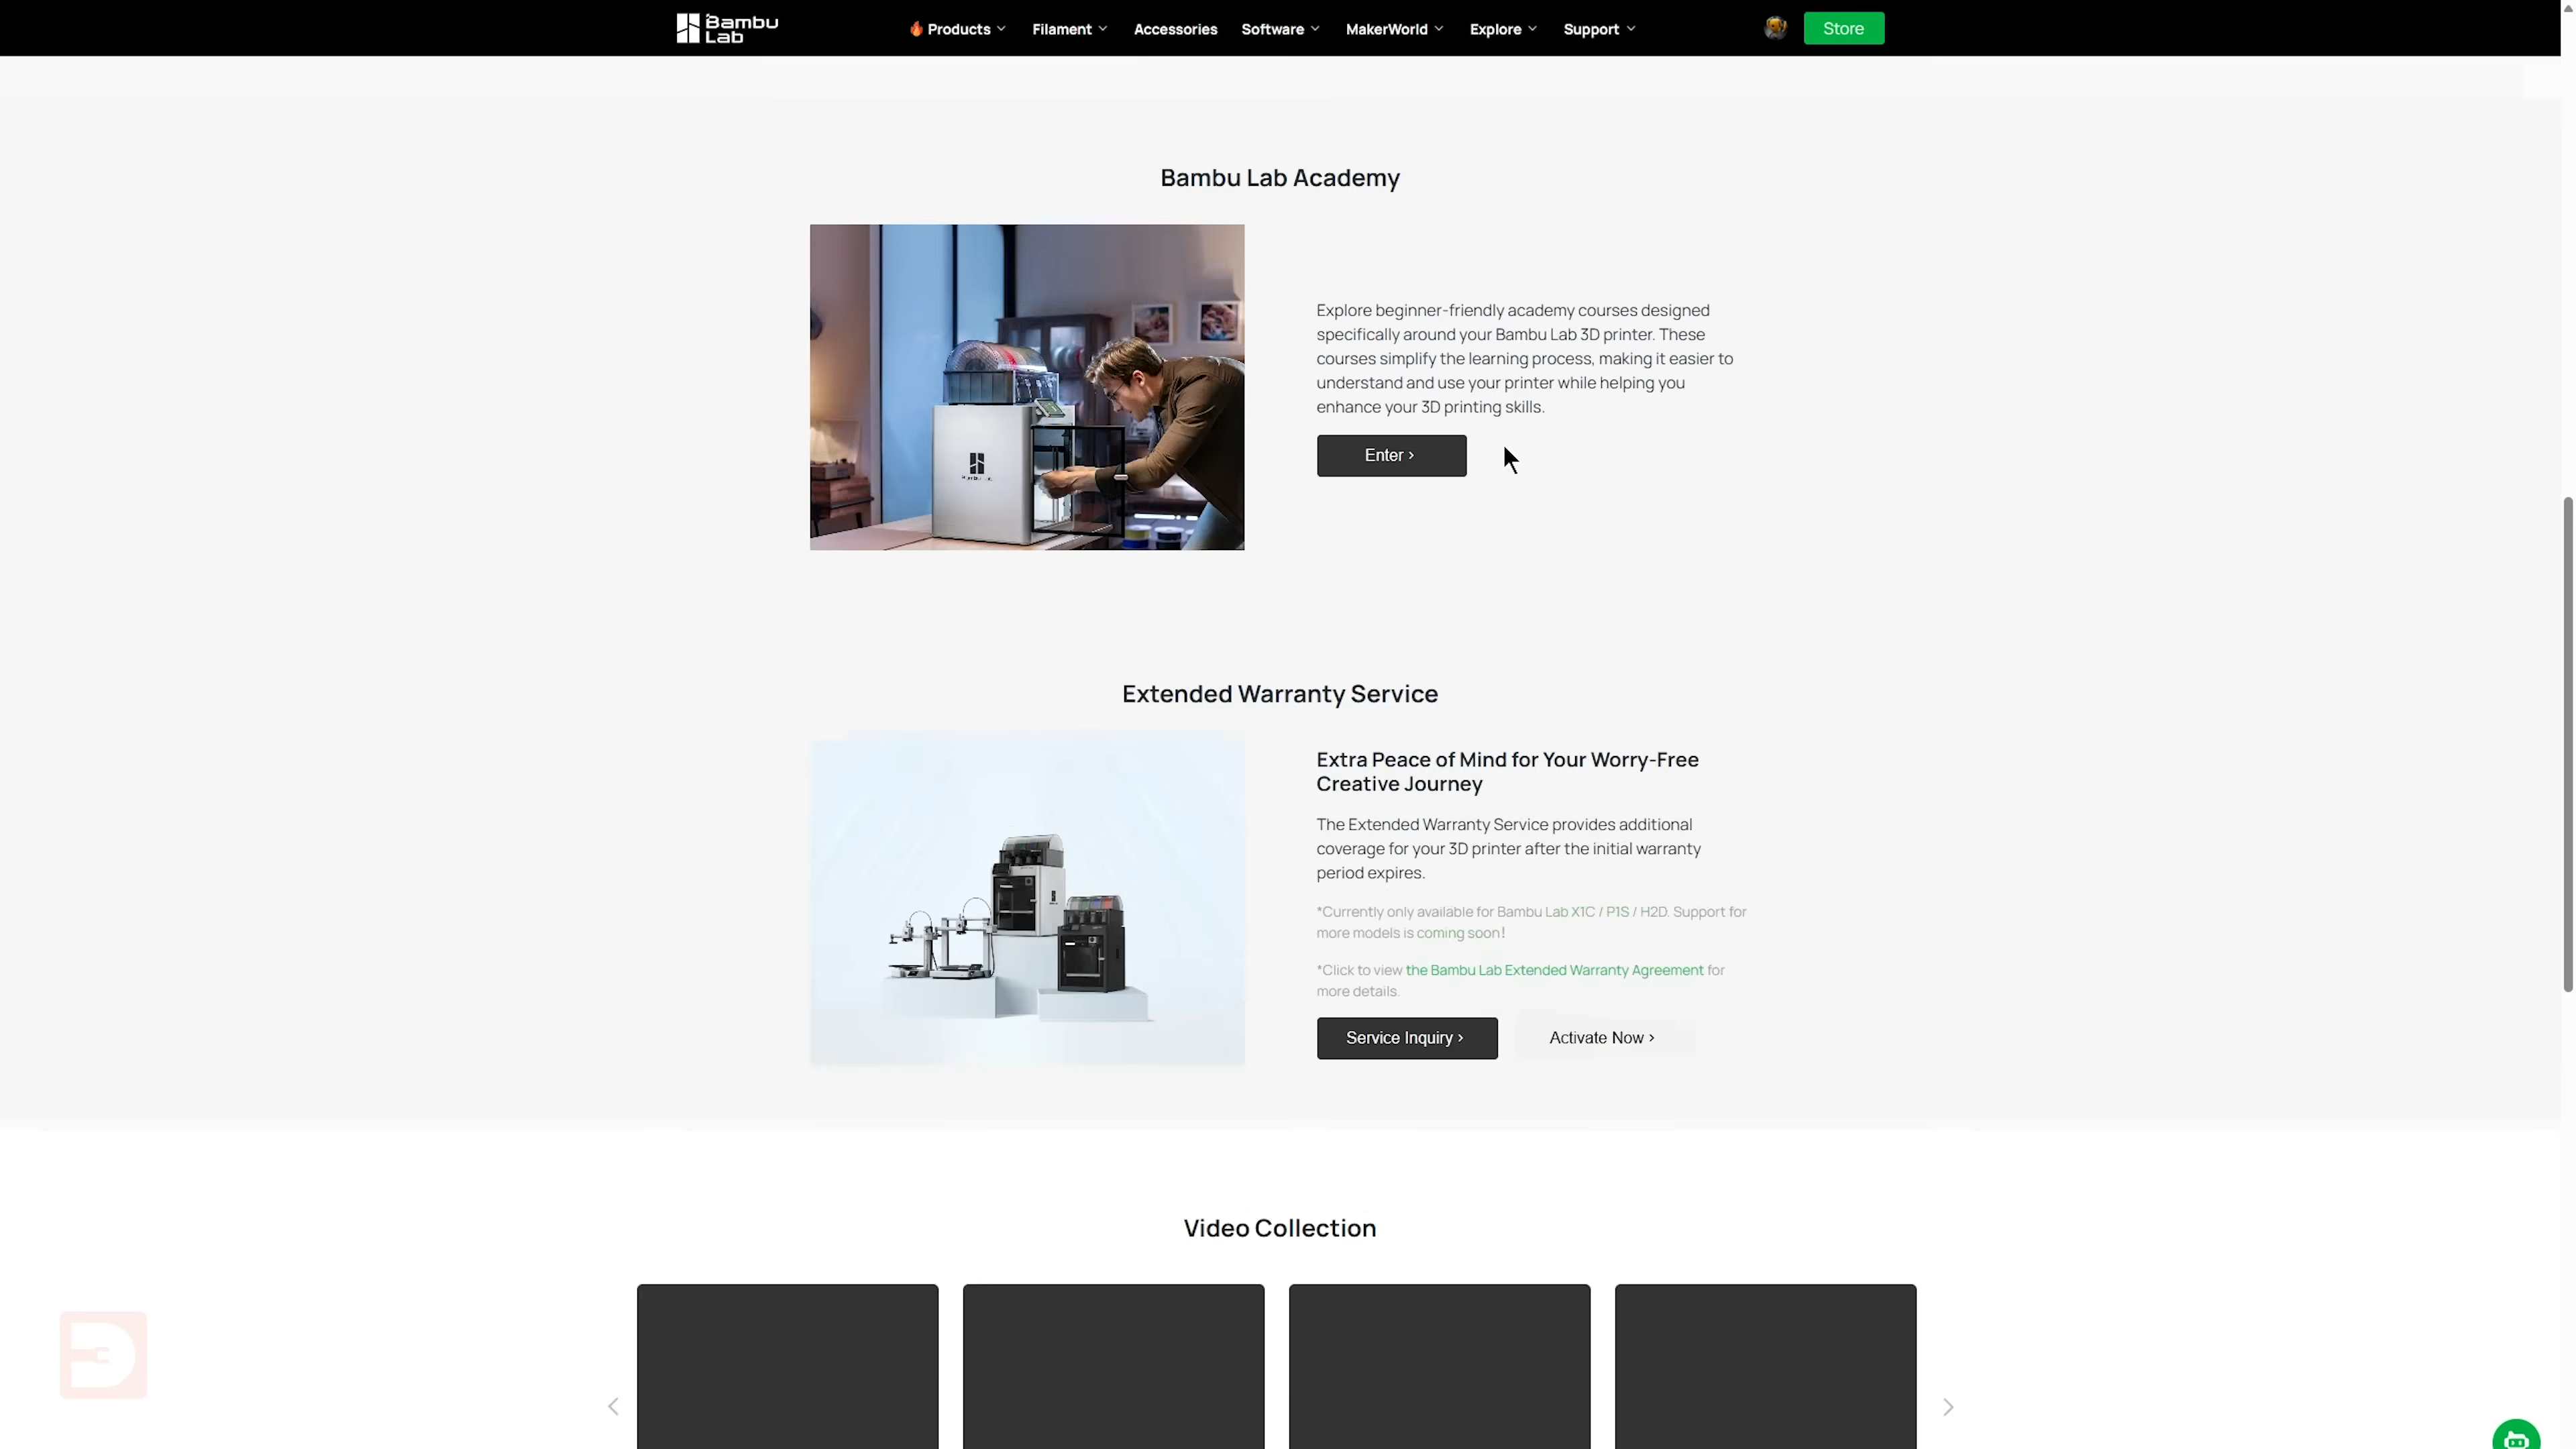 Bambu Lab
Products
Filament
Accessories
Software
MakerWorld
Explore
Support
Store
Bambu Lab Academy
Explore beginner-friendly academy courses designed
specifically around your Bambu Lab 3D printer. These
courses simplify the learning process, making it easier to
understand and use your printer while helping you
enhance your 3D printing skills.
Enter ›
Extended Warranty Service
Extra Peace of Mind for Your Worry-Free
Creative Journey
The Extended Warranty Service provides additional
coverage for your 3D printer after the initial warranty
period expires.
*Currently only available for Bambu Lab X1C / P1S / H2D. Support for
more models is coming soon!
*Click to view the Bambu Lab Extended Warranty Agreement for
more details.
Service Inquiry ›
Activate Now ›
Video Collection